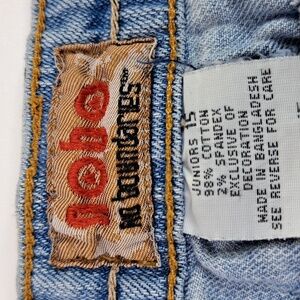 nobo
no boundaries
JUNIORS 15
98% COTTON
2% SPANDEX
EXCLUSIVE OF
DECORATION
MADE IN BANGLADESH
SEE REVERSE FOR CARE